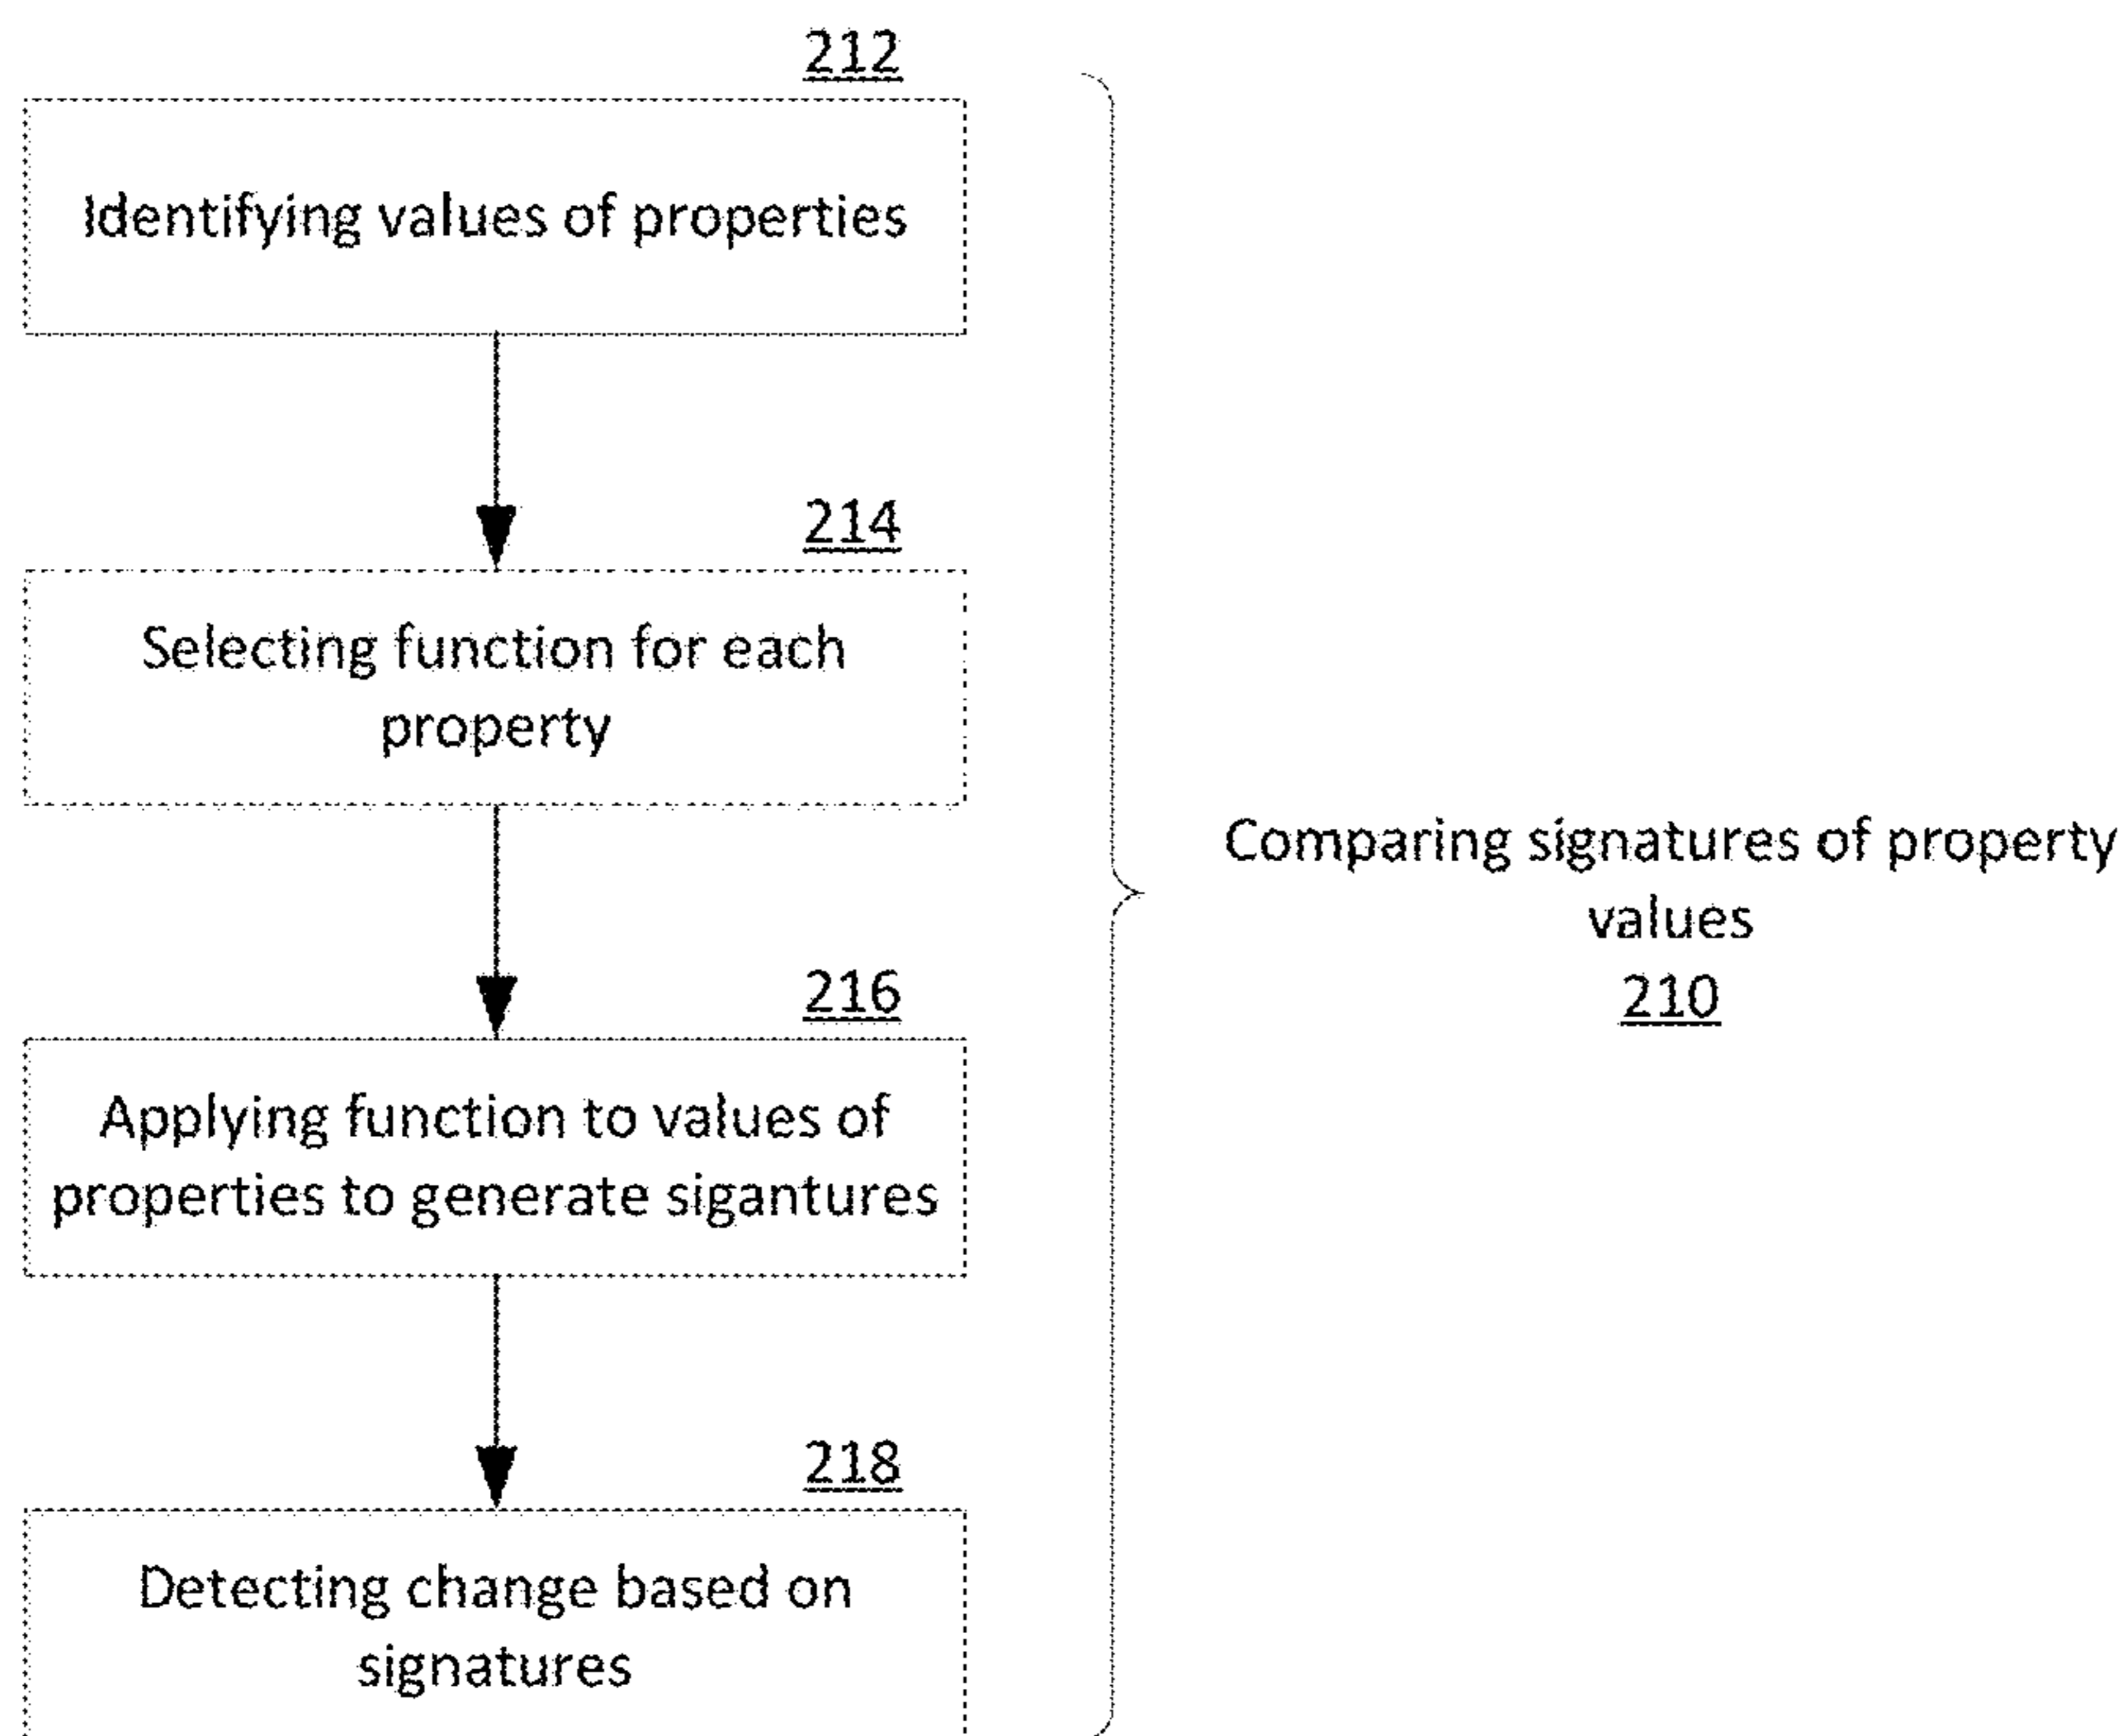 212
Identifying values of properties
214
Selecting function for each
property
216
Applying function to values of
properties to generate sigantures
218
Detecting change based on
signatures
Comparing signatures of property
values
210